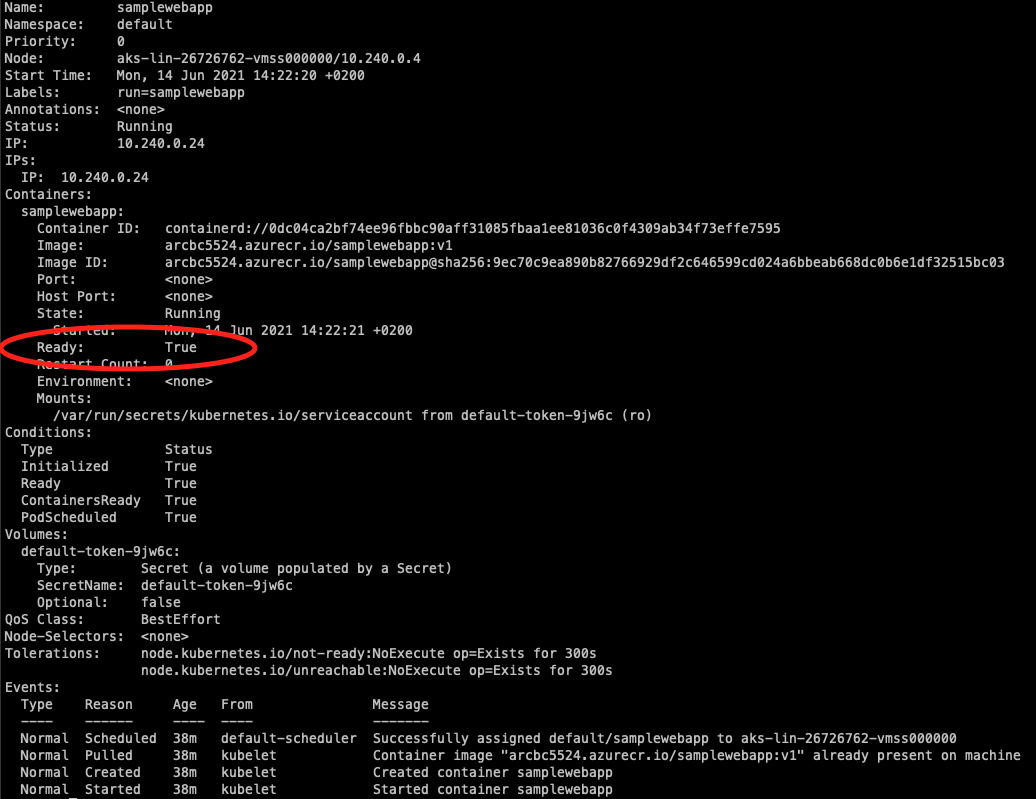 Name:         samplewebapp
Namespace:    default
Priority:     0
Node:         aks-lin-26726762-vmss000000/10.240.0.4
Start Time:   Mon, 14 Jun 2021 14:22:20 +0200
Labels:       run=samplewebapp
Annotations:  <none>
Status:       Running
IP:           10.240.0.24
IPs:
  IP:  10.240.0.24
Containers:
  samplewebapp:
    Container ID:   containerd://0dc04ca2bf74ee96fbbc90aff31085fbaa1ee81036c0f4309ab34f73effe7595
    Image:          arcbc5524.azurecr.io/samplewebapp:v1
    Image ID:       arcbc5524.azurecr.io/samplewebapp@sha256:9ec70c9ea890b82766929df2c646599cd024a6bbeab668dc0b6e1df32515bc03
    Port:           <none>
    Host Port:      <none>
    State:          Running
      Started:      Mon, 14 Jun 2021 14:22:21 +0200
    Ready:          True
    Restart Count:  0
    Environment:    <none>
    Mounts:
      /var/run/secrets/kubernetes.io/serviceaccount from default-token-9jw6c (ro)
Conditions:
  Type              Status
  Initialized       True
  Ready             True
  ContainersReady   True
  PodScheduled      True
Volumes:
  default-token-9jw6c:
    Type:        Secret (a volume populated by a Secret)
    SecretName:  default-token-9jw6c
    Optional:    false
QoS Class:       BestEffort
Node-Selectors:  <none>
Tolerations:     node.kubernetes.io/not-ready:NoExecute op=Exists for 300s
                 node.kubernetes.io/unreachable:NoExecute op=Exists for 300s
Events:
  Type    Reason     Age   From               Message
  ----    ------     ----  ----               -------
  Normal  Scheduled  38m   default-scheduler  Successfully assigned default/samplewebapp to aks-lin-26726762-vmss000000
  Normal  Pulled     38m   kubelet            Container image "arcbc5524.azurecr.io/samplewebapp:v1" already present on machine
  Normal  Created    38m   kubelet            Created container samplewebapp
  Normal  Started    38m   kubelet            Started container samplewebapp